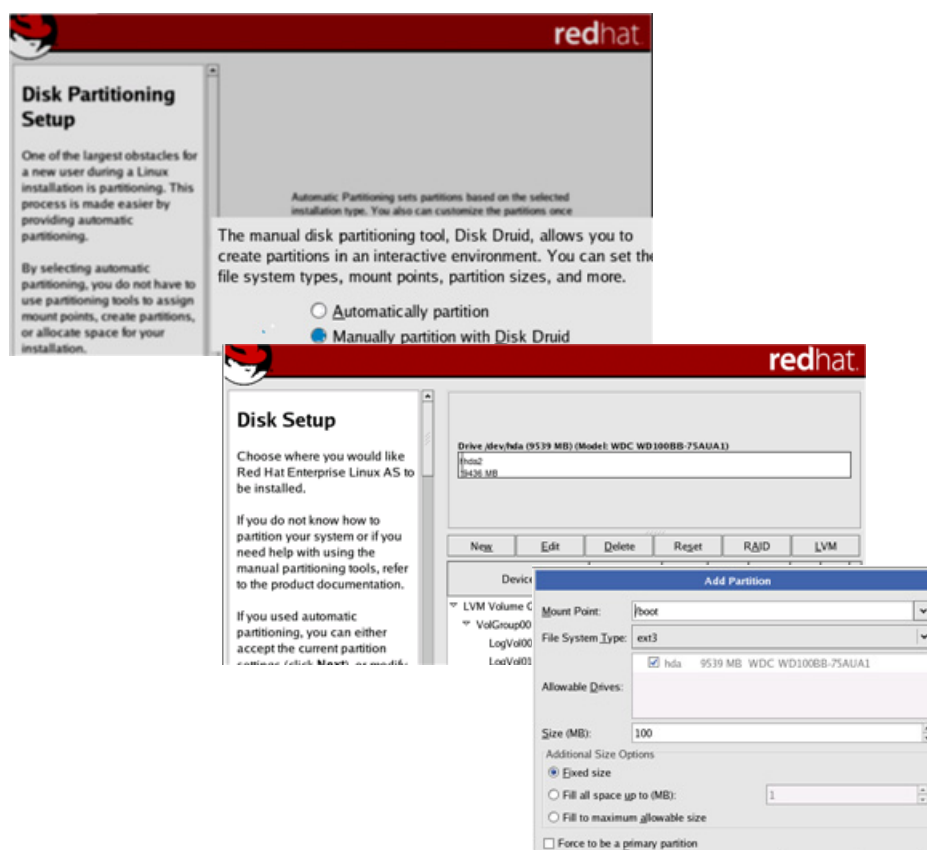 redhat
Disk Partitioning
Setup
One of the largest obstacles for
a new user during a Linux
installation is partitioning. This
process is made easier by
providing automatic
partitioning.
By selecting automatic
partitioning, you do not have to
use partitioning tools to assign
mount points, create partitions,
or allocate space for your
installation.
Automatic Partitioning sets partitions based on the selected
installation type. You also can customize the partitions once
The manual disk partitioning tool, Disk Druid, allows you to
create partitions in an interactive environment. You can set the
file system types, mount points, partition sizes, and more.
Automatically partition
Manually partition with Disk Druid
redhat.
Disk Setup
Choose where you would like
Red Hat Enterprise Linux AS to
be installed.
If you do not know how to
partition your system or if you
need help with using the
manual partitioning tools, refer
to the product documentation.
If you used automatic
partitioning, you can either
accept the current partition
settings (click Next), or modify
Drive /dev/hda (9539 MB) (Model: WDC WD100BB-75AUA1)
hda2
9436 MB
New Edit Delete Reset RAID LVM
Device
LVM Volume G
VolGroup00
LogVol00
LogVol01
Add Partition
Mount Point: /boot
File System Type: ext3
hda 9539 MB WDC WD100BB-75AUA1
Allowable Drives:
Size (MB): 100
Additional Size Options
Fixed size
Fill all space up to (MB): 1
Fill to maximum allowable size
Force to be a primary partition